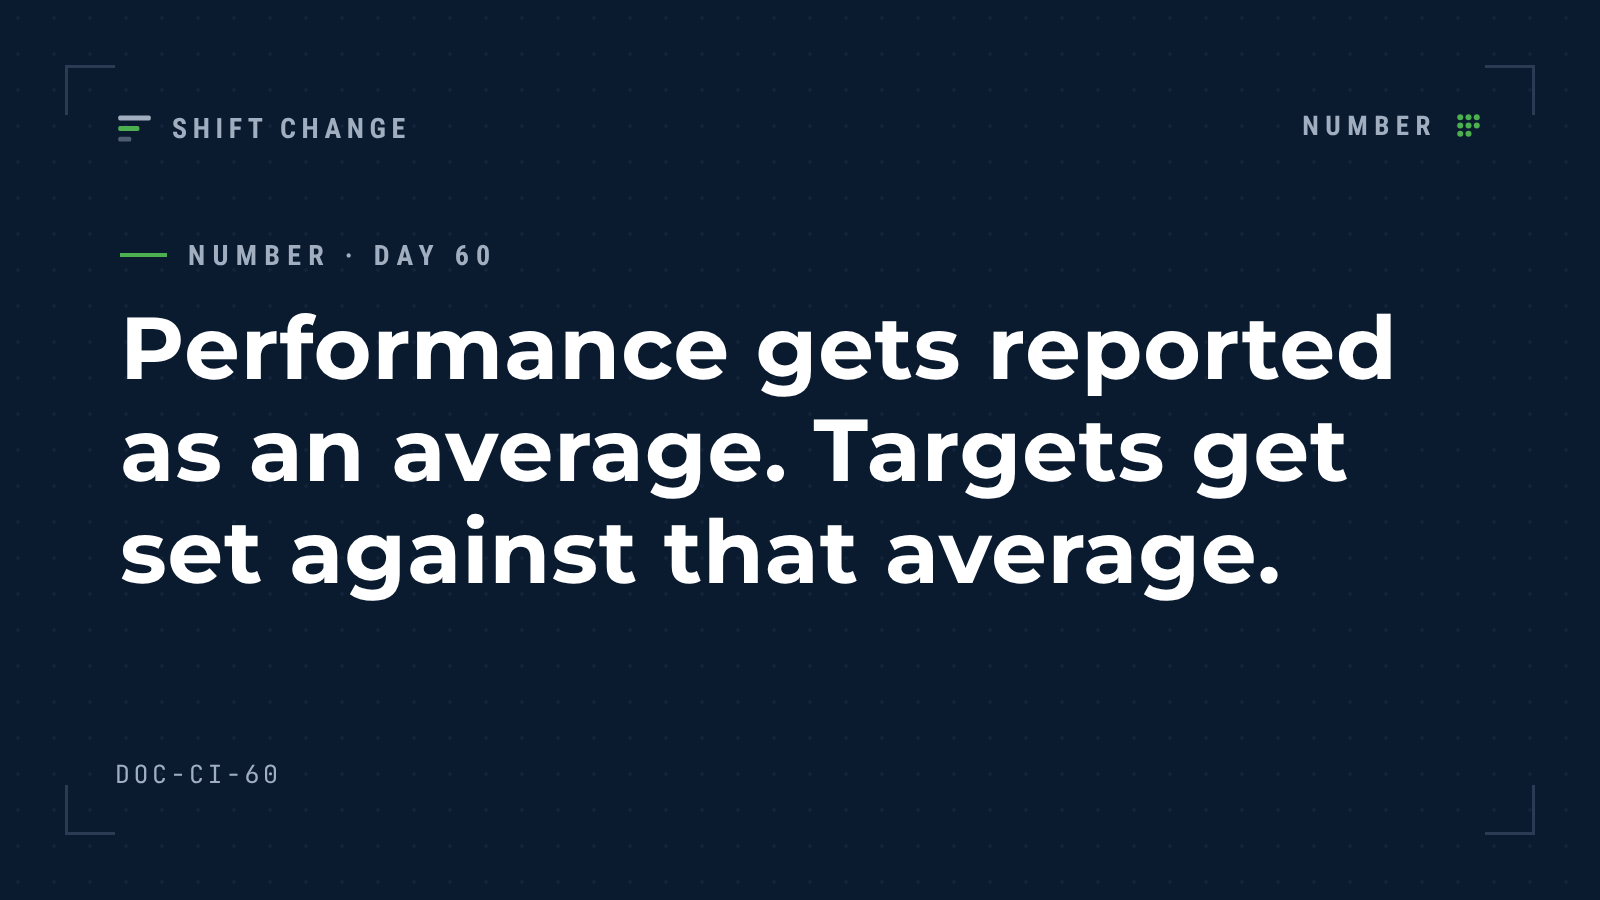 SHIFT CHANGE
NUMBER
NUMBER · DAY 60
Performance gets reported
as an average. Targets get
set against that average.
DOC-CI-60